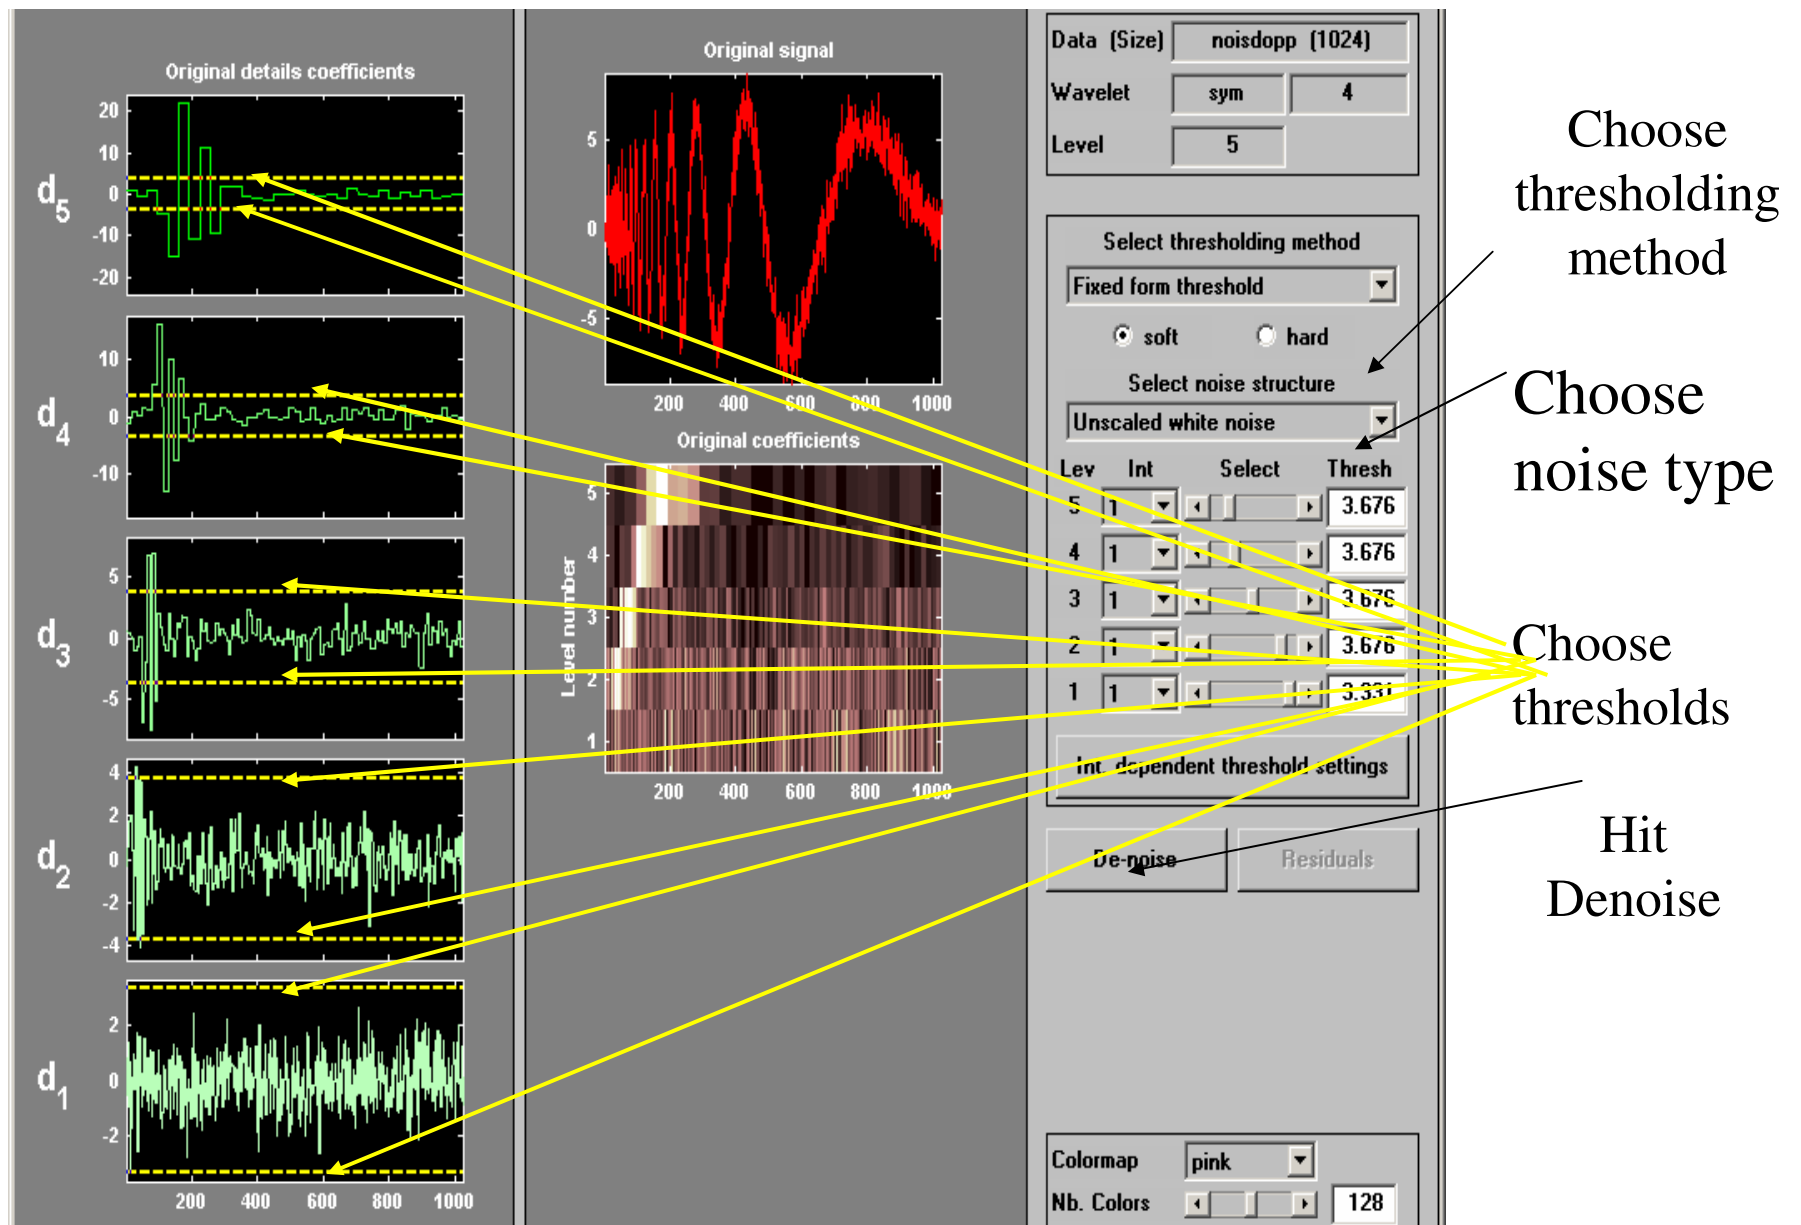 Original details coefficients
d5
20
10
0
-10
-20
d4
10
0
-10
d3
5
0
-5
d2
4
2
0
-2
-4
d1
2
0
-2
200 400 600 800 1000
Original signal
5
0
-5
200 400 600 800 1000
Original coefficients
Level number
5
4
3
2
1
200 400 600 800 1000
Data (Size) noisdopp (1024)
Wavelet sym 4
Level 5
Select thresholding method
Fixed form threshold
soft hard
Select noise structure
Unscaled white noise
Lev Int Select Thresh
5 1 3.676
4 1 3.676
3 1 3.676
2 1 3.676
1 1 3.331
Int. dependent threshold settings
De-noise Residuals
Colormap pink
Nb. Colors 128
Choose
thresholding
method
Choose
noise type
Choose
thresholds
Hit
Denoise